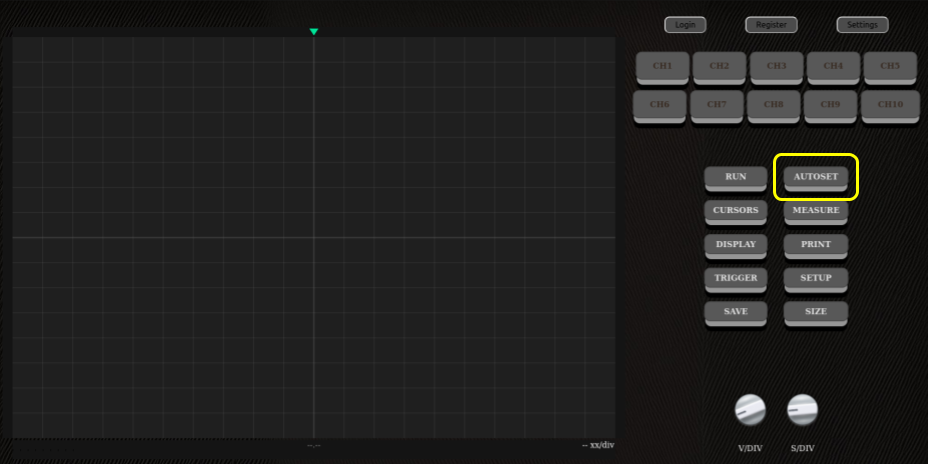 Login Register Settings
CH1 CH2 CH3 CH4 CH5
CH6 CH7 CH8 CH9 CH10
RUN AUTOSET
CURSORS MEASURE
DISPLAY PRINT
TRIGGER SETUP
SAVE SIZE
--.-- -- xx/div
V/DIV S/DIV